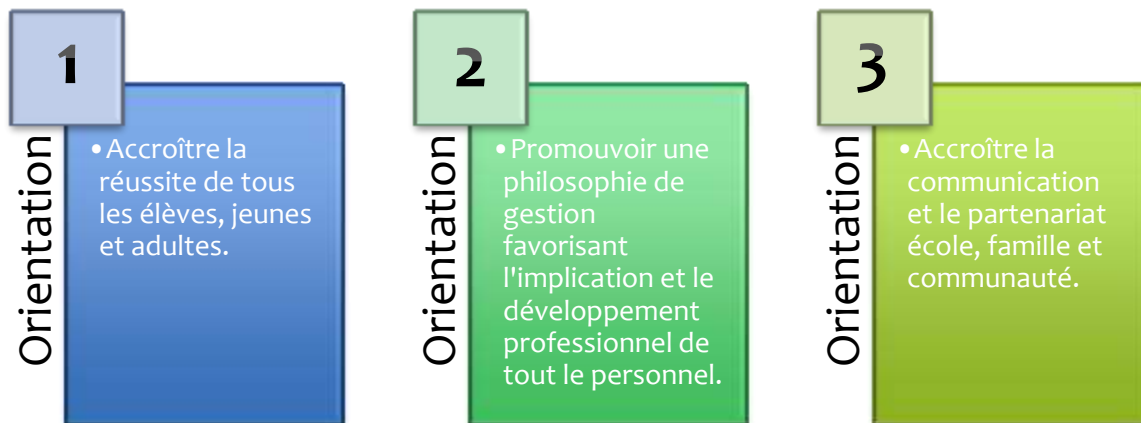 1
Orientation
•Accroître la
réussite de tous
les élèves, jeunes
et adultes.
2
Orientation
•Promouvoir une
philosophie de
gestion
favorisant
l'implication et le
développement
professionnel de
tout le personnel.
3
Orientation
•Accroître la
communication
et le partenariat
école, famille et
communauté.